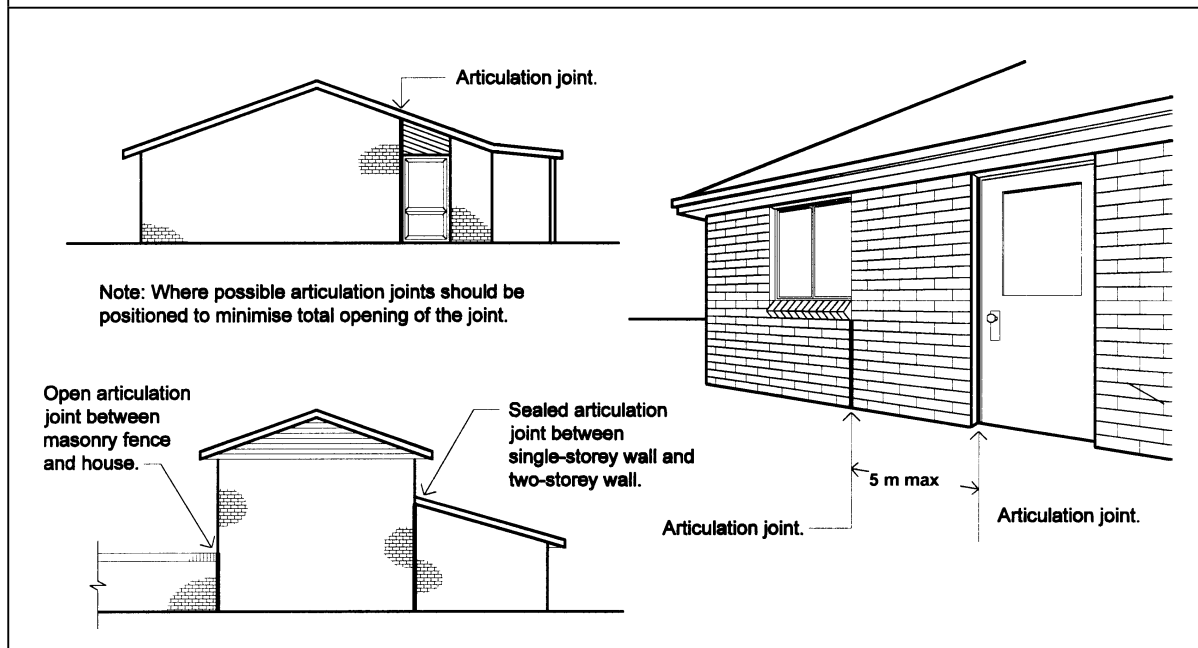 Articulation joint.
Note: Where possible articulation joints should be
positioned to minimise total opening of the joint.
Open articulation
joint between
masonry fence
and house.
Sealed articulation
joint between
single-storey wall and
two-storey wall.
5 m max
Articulation joint.
Articulation joint.